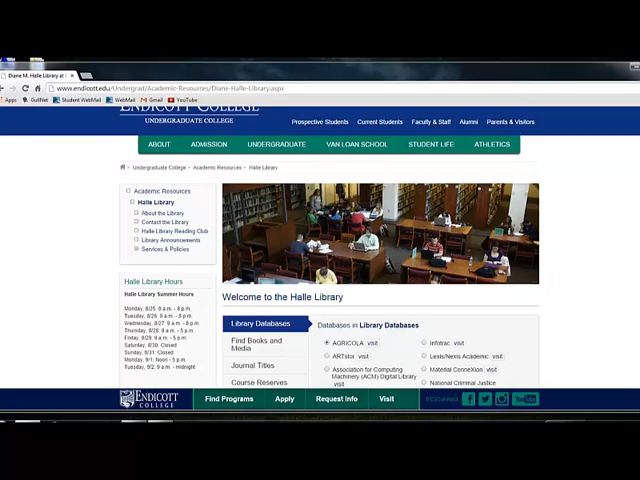 Diane M. Halle Library at
www.endicott.edu/Undergrad/Academic-Resources/Diane-Halle-Library.aspx
Apps GullNet Student WebMail WebMail Gmail YouTube
ENDICOTT COLLEGE
UNDERGRADUATE COLLEGE
Prospective Students Current Students Faculty & Staff Alumni Parents & Visitors
ABOUT ADMISSION UNDERGRADUATE VAN LOAN SCHOOL STUDENT LIFE ATHLETICS
Undergraduate College Academic Resources Halle Library
Academic Resources
Halle Library
About the Library
Contact the Library
Halle Library Reading Club
Library Announcements
Services & Policies
Halle Library Hours
Halle Library Summer Hours
Monday, 8/25: 9 a.m. - 8 p.m.
Tuesday, 8/26: 9 a.m. - 8 p.m.
Wednesday, 8/27: 9 a.m. - 8 p.m.
Thursday, 8/28: 9 a.m. - 5 p.m.
Friday, 8/29: 9 a.m. - 5 p.m.
Saturday, 8/30: Closed
Sunday, 8/31: Closed
Monday, 9/1: Noon - 5 p.m.
Tuesday, 9/2: 9 a.m. - midnight
Welcome to the Halle Library
Library Databases
Find Books and
Media
Journal Titles
Course Reserves
Databases in Library Databases
AGRICOLA visit
ARTstor visit
Association for Computing
Machinery (ACM) Digital Library
visit
Infotrac visit
Lexis/Nexis Academic visit
Material ConneXion visit
National Criminal Justice
ENDICOTT
COLLEGE
Find Programs Apply Request Info Visit
You Tube